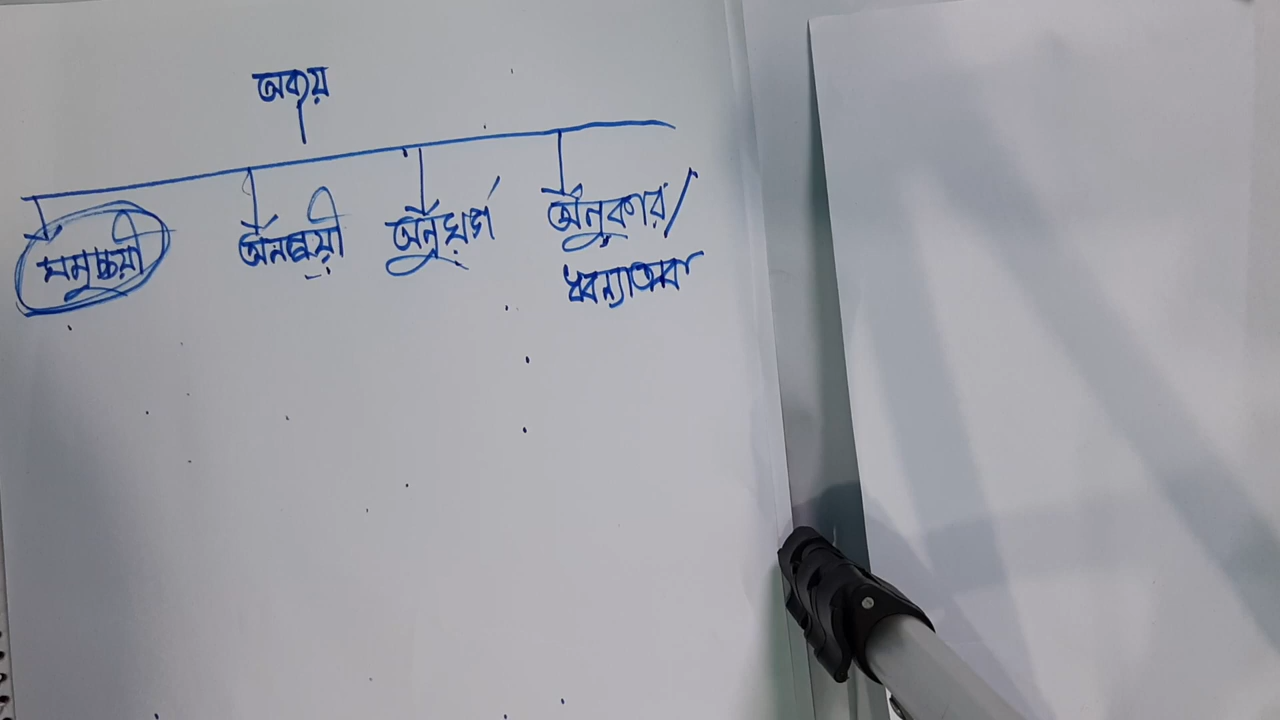 অব্যয়
সমুচ্চয়ী অনন্বয়ী অনুসর্গ অনুকার/
ধ্বন্যাত্মক